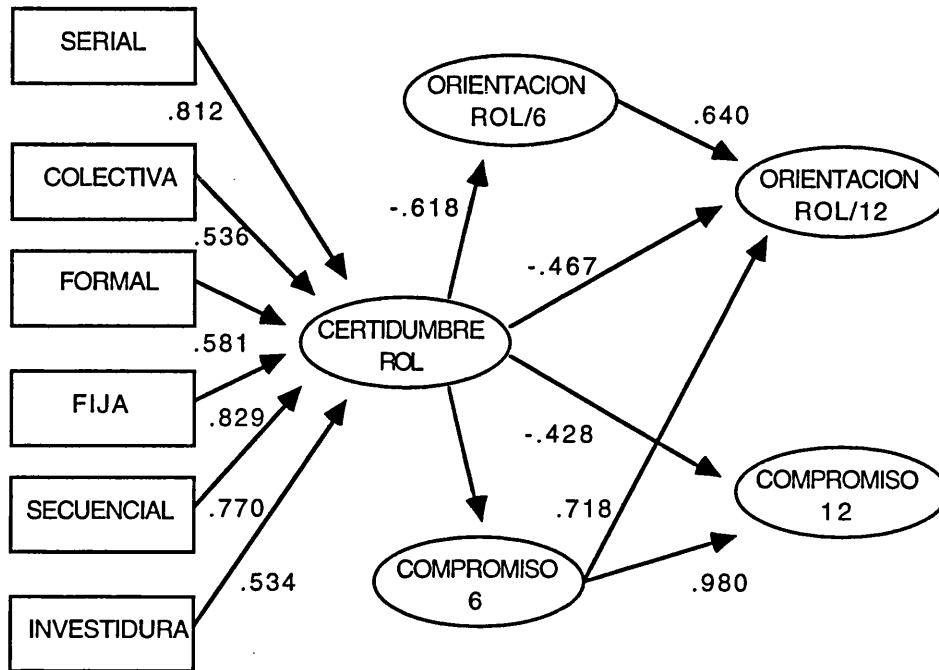 SERIAL
.812
COLECTIVA
.536
FORMAL
.581
FIJA
.829
SECUENCIAL
.770
INVESTIDURA
.534
CERTIDUMBRE
ROL
-.618
ORIENTACION
ROL/6
.640
ORIENTACION
ROL/12
-.467
-.428
.718
COMPROMISO
6
.980
COMPROMISO
12